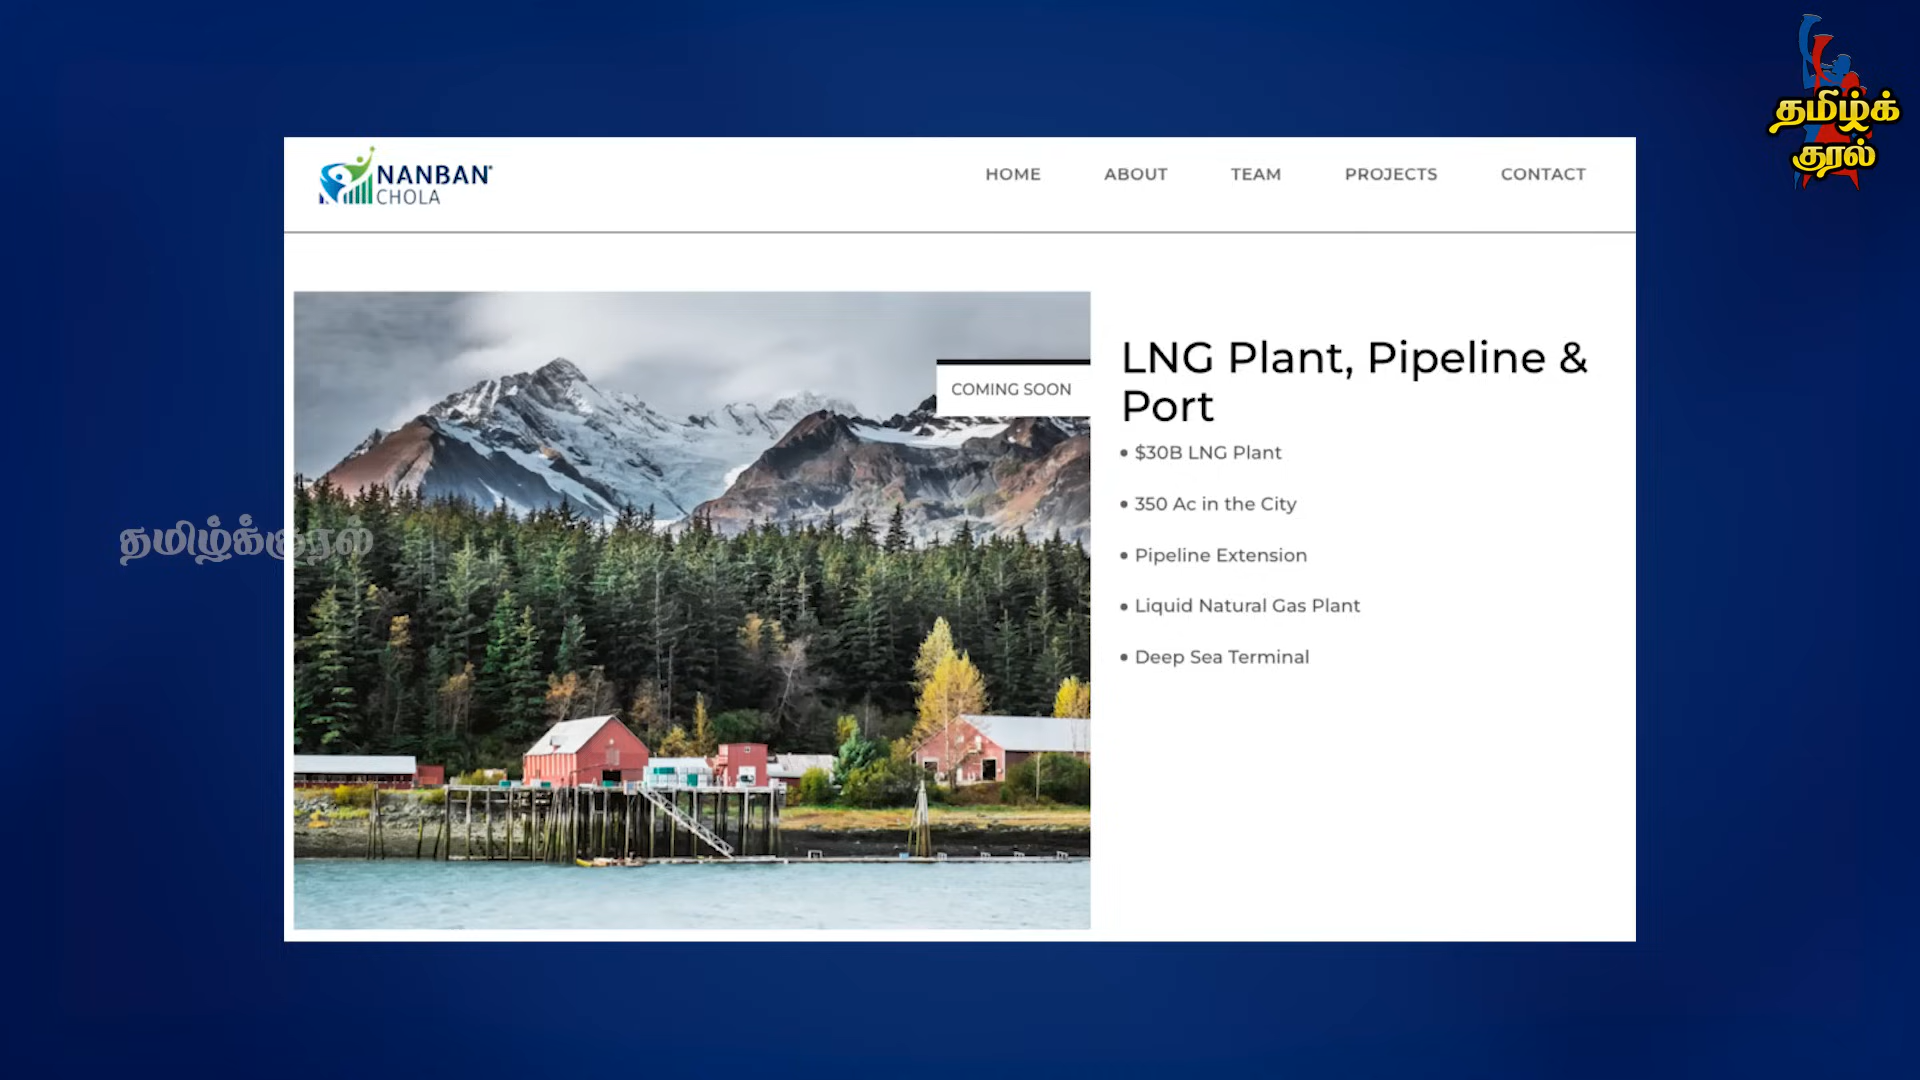 தமிழ்க்
குரல்
NANBAN®
CHOLA
HOME ABOUT TEAM PROJECTS CONTACT
COMING SOON
LNG Plant, Pipeline &
Port
• $30B LNG Plant
• 350 Ac in the City
• Pipeline Extension
• Liquid Natural Gas Plant
• Deep Sea Terminal
தமிழ்க்குரல்